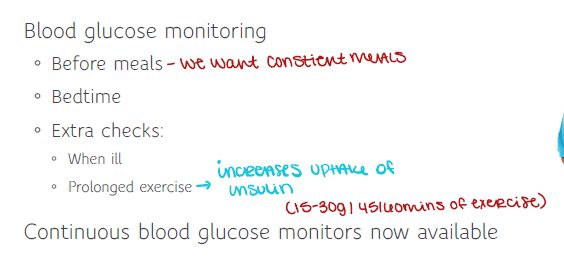 Blood glucose monitoring
Before meals - we want constient meals
Bedtime
Extra checks:
When ill
Prolonged exercise → increases uptake of
insulin
(15-30g / 45/60mins of exercise)
Continuous blood glucose monitors now available